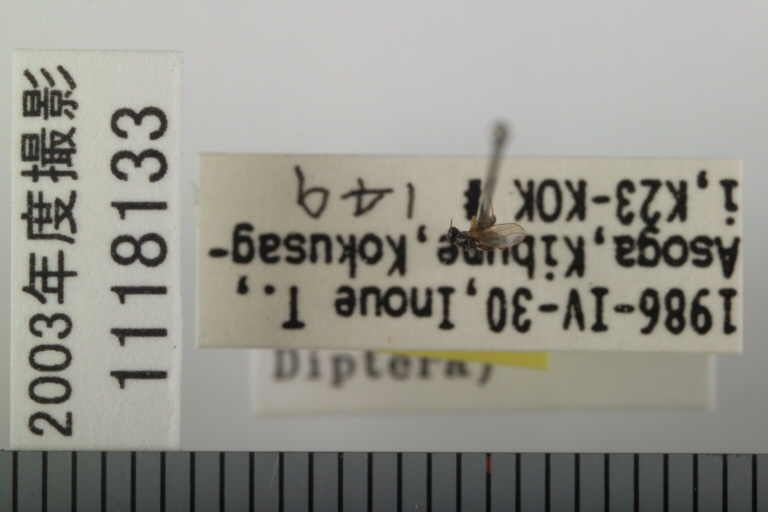 2003年度撮影
1118133
1986-IV-30, Inoue T.,
Asoga, Kibune, Kokusag-
i, K23-KOK # 149
Diptera)